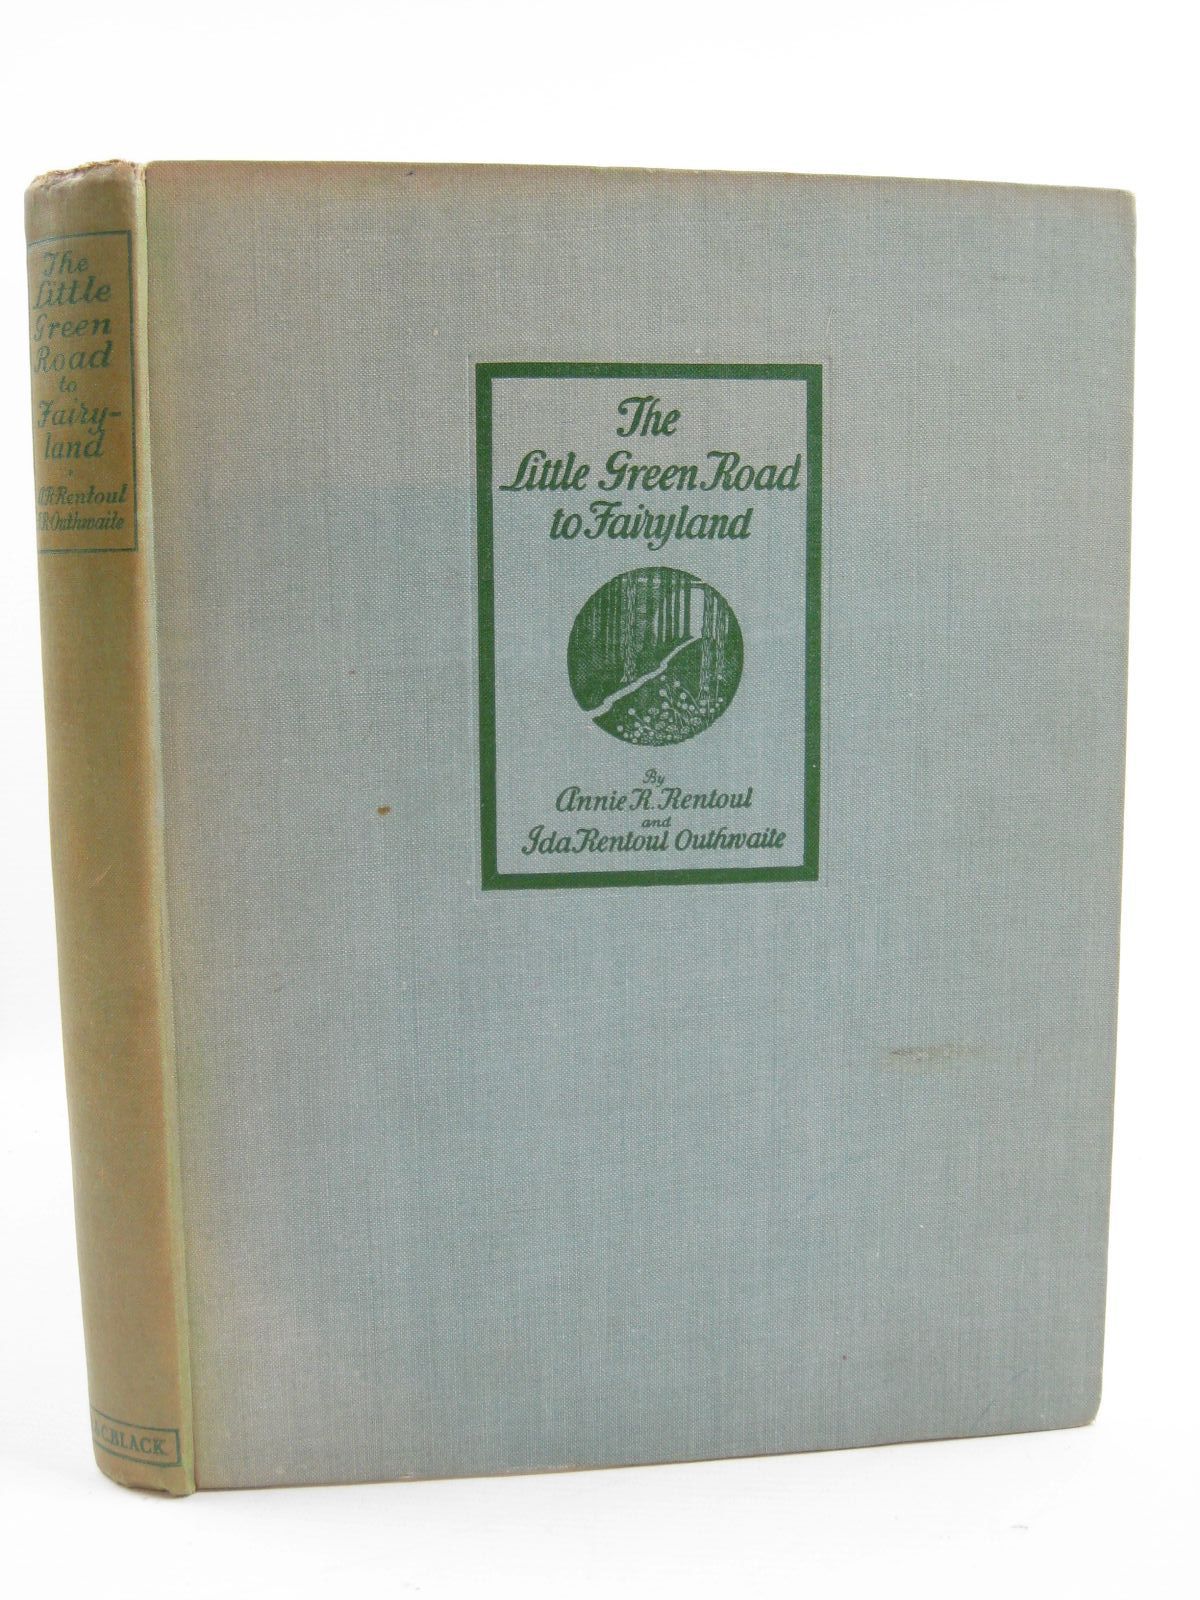 The
Little
Green
Road
to
Fairy-
land
A.R.Rentoul
I.R.Outhwaite
& C.BLACK
The
Little Green Road
to Fairyland
By
Annie R. Rentoul
and
Ida Rentoul Outhwaite